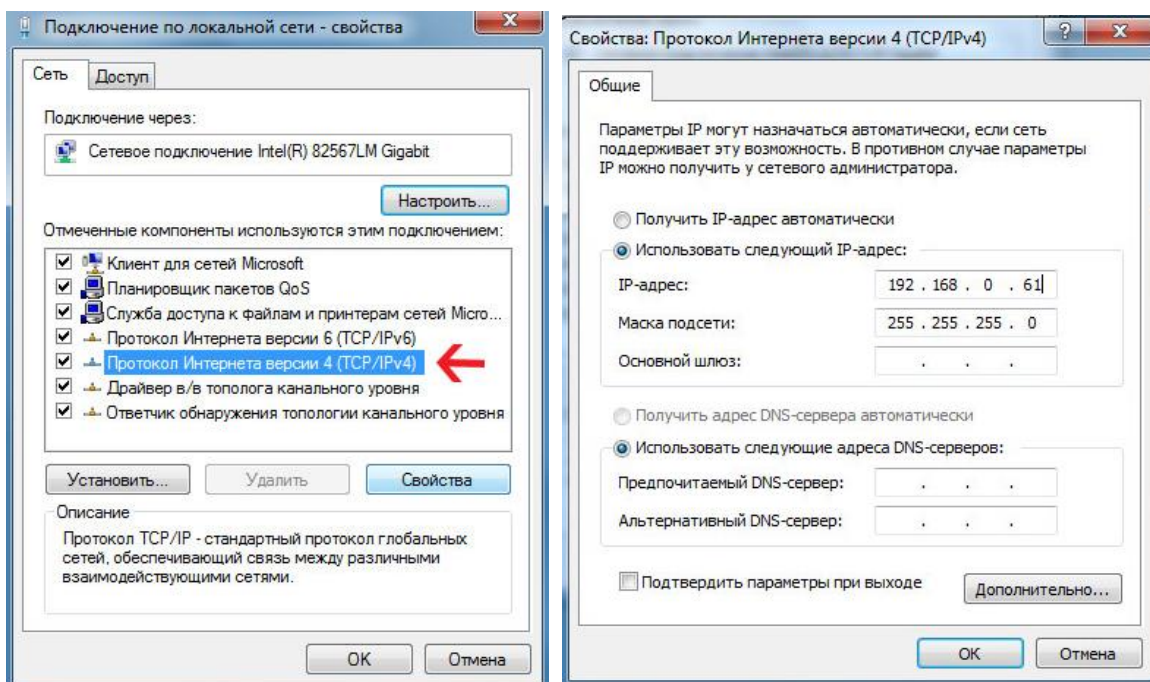 Подключение по локальной сети - свойства
Сеть
Доступ
Подключение через:
Сетевое подключение Intel(R) 82567LM Gigabit
Настроить...
Отмеченные компоненты используются этим подключением:
Клиент для сетей Microsoft
Планировщик пакетов QoS
Служба доступа к файлам и принтерам сетей Micro...
Протокол Интернета версии 6 (TCP/IPv6)
Протокол Интернета версии 4 (TCP/IPv4)
Драйвер в/в тополога канального уровня
Ответчик обнаружения топологии канального уровня
Установить...
Удалить
Свойства
Описание
Протокол TCP/IP - стандартный протокол глобальных
сетей, обеспечивающий связь между различными
взаимодействующими сетями.
OK
Отмена
Свойства: Протокол Интернета версии 4 (TCP/IPv4)
?
Общие
Параметры IP могут назначаться автоматически, если сеть
поддерживает эту возможность. В противном случае параметры
IP можно получить у сетевого администратора.
Получить IP-адрес автоматически
Использовать следующий IP-адрес:
IP-адрес:
192 . 168 . 0 . 61
Маска подсети:
255 . 255 . 255 . 0
Основной шлюз:
. . .
Получить адрес DNS-сервера автоматически
Использовать следующие адреса DNS-серверов:
Предпочитаемый DNS-сервер:
. . .
Альтернативный DNS-сервер:
. . .
Подтвердить параметры при выходе
Дополнительно...
OK
Отмена